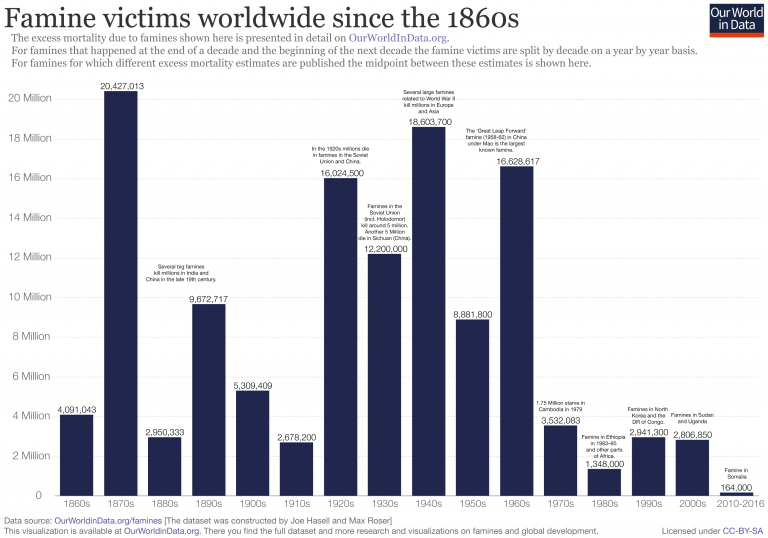 Famine victims worldwide since the 1860s
Our World
in Data
The excess mortality due to famines shown here is presented in detail on OurWorldInData.org.
For famines that happened at the end of a decade and the beginning of the next decade the famine victims are split by decade on a year by year basis.
For famines for which different excess mortality estimates are published the midpoint between these estimates is shown here.
20 Million
18 Million
16 Million
14 Million
12 Million
10 Million
8 Million
6 Million
4 Million
2 Million
0
4,091,043
20,427,013
Several big famines
kill millions in India and
China in the late 19th century.
2,950,333
9,672,717
5,309,409
2,678,200
In the 1920s millions die
in famines in the Soviet
Union and China.
16,024,500
Famines in the
Soviet Union
(incl. Holodomor)
kill around 5 million.
Another 5 Million
die in Sichuan (China).
12,200,000
Several large famines
related to World War II
kill millions in Europe
and Asia
18,603,700
8,881,800
The 'Great Leap Forward'
famine (1958-62) in China
under Mao is the largest
known famine.
16,628,617
1.75 Million starve in
Cambodia in 1979
3,532,083
Famine in Ethiopia
in 1983–85
and other parts
of Africa.
1,348,000
Famines in North
Korea and the
DR of Congo.
2,941,300
Famines in Sudan
and Uganda
2,806,850
Famine in
Somalia
164,000
1860s
1870s
1880s
1890s
1900s
1910s
1920s
1930s
1940s
1950s
1960s
1970s
1980s
1990s
2000s
2010-2016
Data source: OurWorldinData.org/famines [The dataset was constructed by Joe Hasell and Max Roser]
This visualization is available at OurWorldinData.org. There you find the full dataset and more research and visualizations on famines and global development.
Licensed under CC-BY-SA